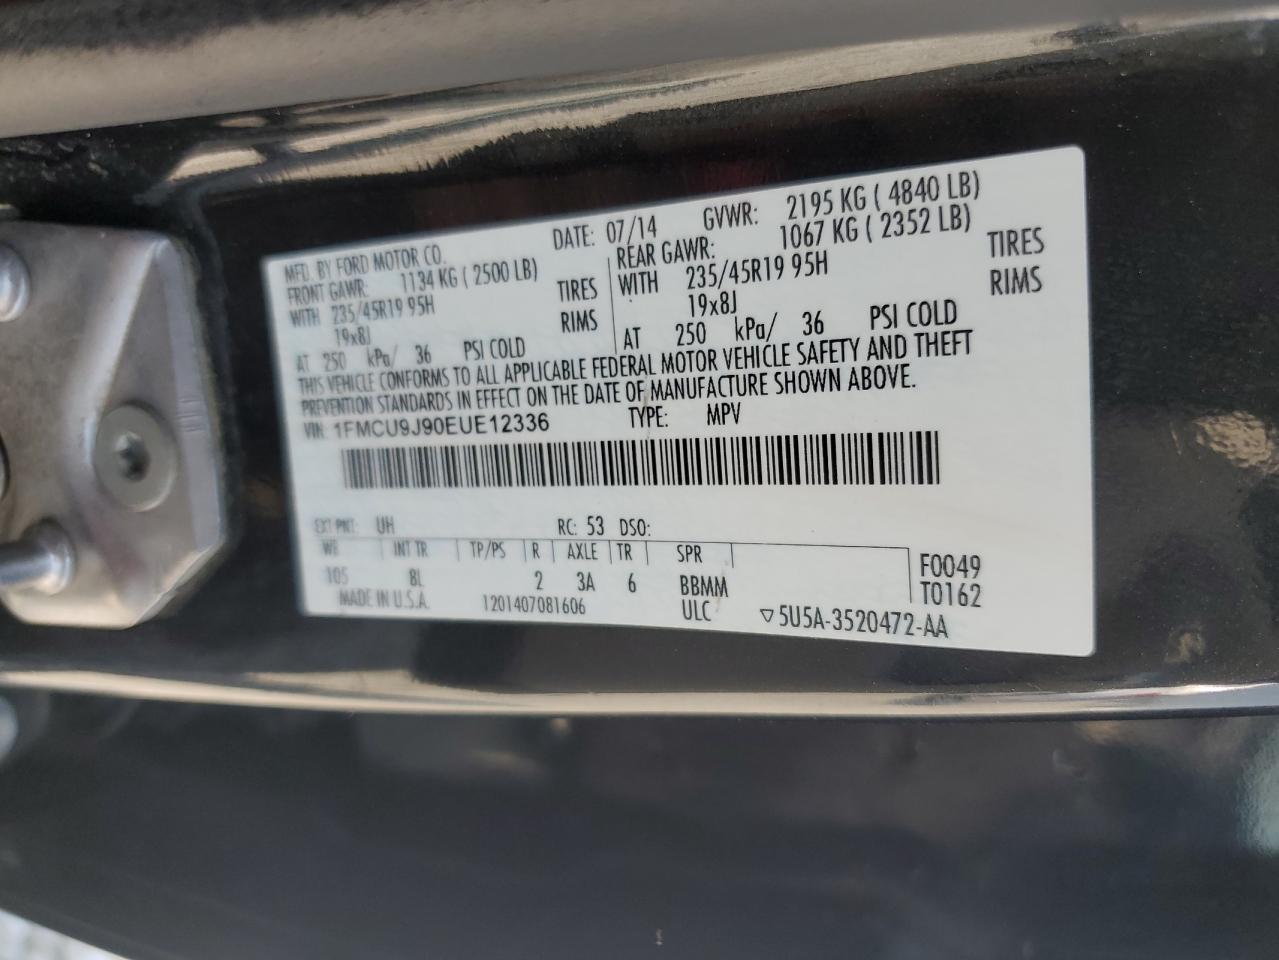 MFD. BY FORD MOTOR CO. DATE: 07/14 GVWR: 2195 KG ( 4840 LB)
FRONT GAWR: 1134 KG ( 2500 LB) REAR GAWR: 1067 KG ( 2352 LB)
WITH 235/45R19 95H TIRES WITH 235/45R19 95H TIRES
19x8J RIMS 19x8J RIMS
AT 250 kPa/ 36 PSI COLD AT 250 kPa/ 36 PSI COLD
THIS VEHICLE CONFORMS TO ALL APPLICABLE FEDERAL MOTOR VEHICLE SAFETY AND THEFT
PREVENTION STANDARDS IN EFFECT ON THE DATE OF MANUFACTURE SHOWN ABOVE.
VIN: 1FMCU9J90EUE12336 TYPE: MPV
EXT PNT: UH RC: 53 DSO:
WB INT TR TP/PS R AXLE TR SPR F0049
105 8L 2 3A 6 BBMM T0162
MADE IN U.S.A. 1201407081606 ULC ▽5U5A-3520472-AA